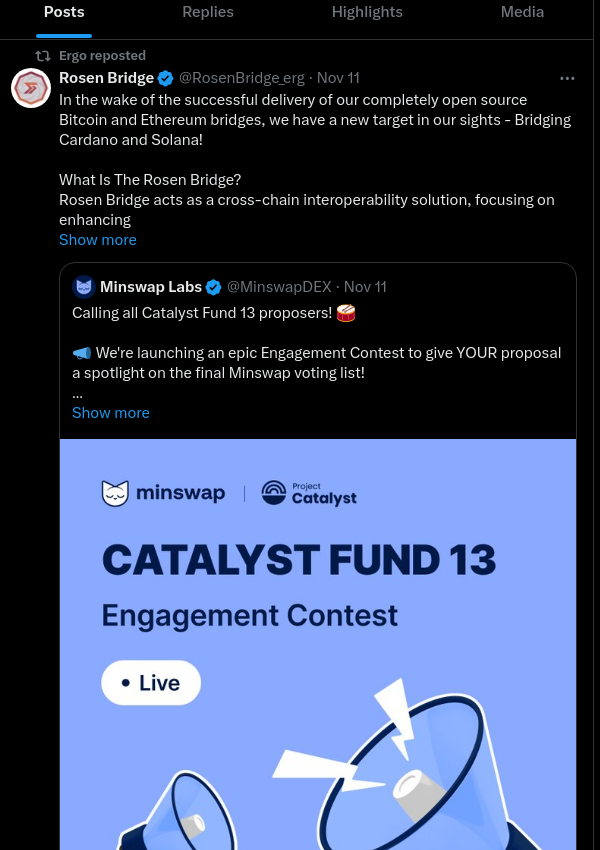 Posts Replies Highlights Media
Ergo reposted
Rosen Bridge @RosenBridge_erg · Nov 11
In the wake of the successful delivery of our completely open source
Bitcoin and Ethereum bridges, we have a new target in our sights - Bridging
Cardano and Solana!
What Is The Rosen Bridge?
Rosen Bridge acts as a cross-chain interoperability solution, focusing on
enhancing
Show more
Minswap Labs @MinswapDEX · Nov 11
Calling all Catalyst Fund 13 proposers! 🥁
📣 We're launching an epic Engagement Contest to give YOUR proposal
a spotlight on the final Minswap voting list!
...
Show more
minswap | Project Catalyst
CATALYST FUND 13
Engagement Contest
• Live